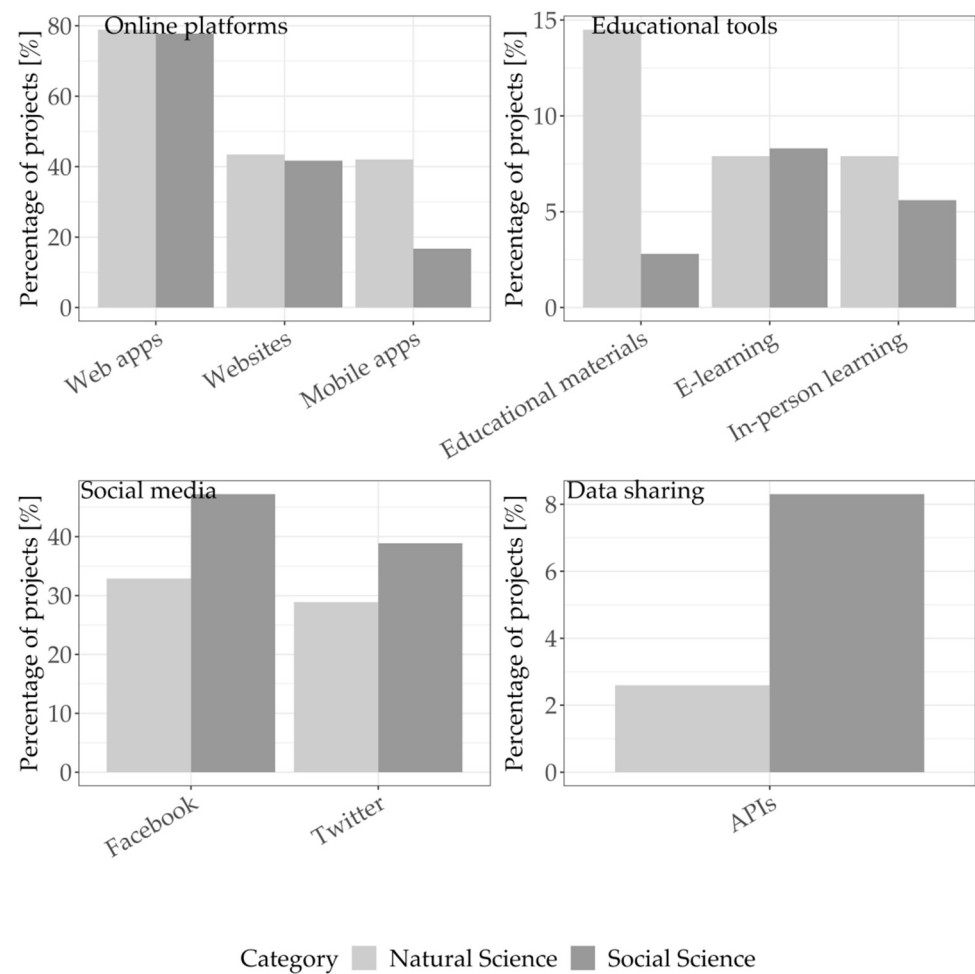 Online platforms
Percentage of projects [%]
80
60
40
20
0
Web apps
Websites
Mobile apps
Educational tools
Percentage of projects [%]
15
10
5
0
Educational materials
E-learning
In-person learning
Social media
Percentage of projects [%]
40
30
20
10
0
Facebook
Twitter
Data sharing
Percentage of projects [%]
8
6
4
2
0
APIs
Category Natural Science Social Science